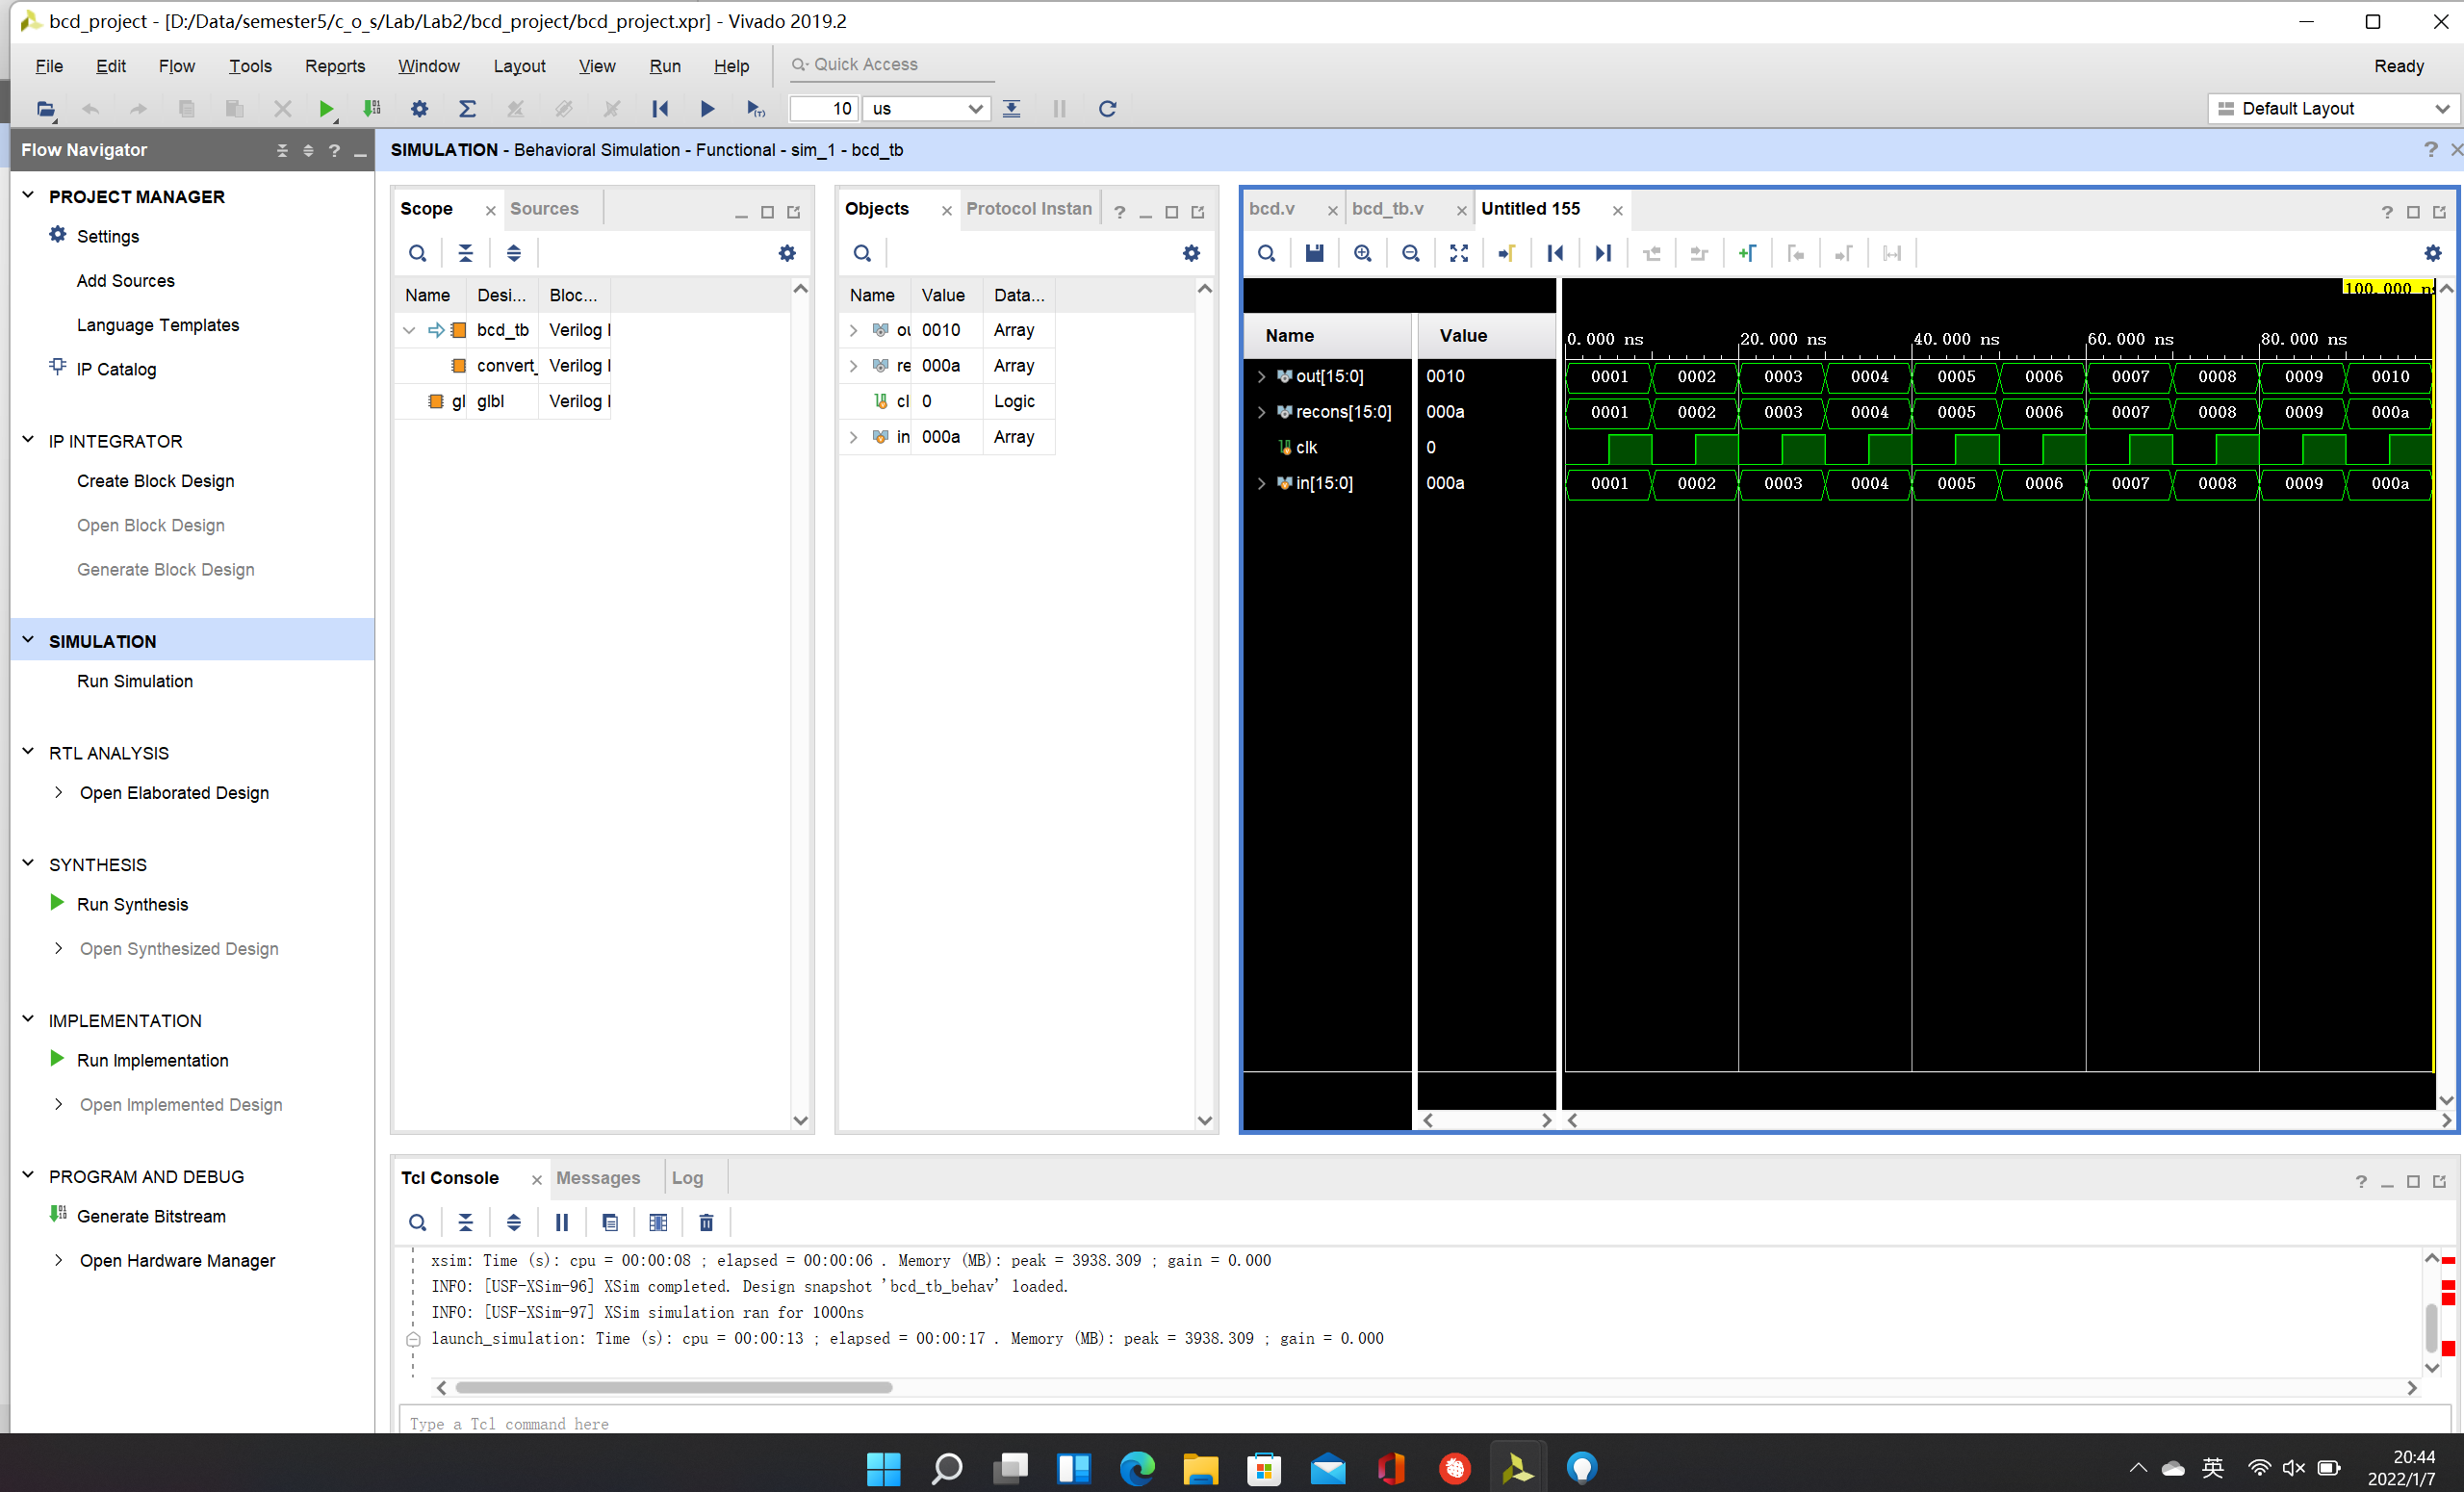 bcd_project - [D:/Data/semester5/c_o_s/Lab/Lab2/bcd_project/bcd_project.xpr] - Vivado 2019.2
File Edit Flow Tools Reports Window Layout View Run Help Quick Access Ready
10 us Default Layout
Flow Navigator
SIMULATION - Behavioral Simulation - Functional - sim_1 - bcd_tb
PROJECT MANAGER
Settings
Add Sources
Language Templates
IP Catalog
IP INTEGRATOR
Create Block Design
Open Block Design
Generate Block Design
SIMULATION
Run Simulation
RTL ANALYSIS
Open Elaborated Design
SYNTHESIS
Run Synthesis
Open Synthesized Design
IMPLEMENTATION
Run Implementation
Open Implemented Design
PROGRAM AND DEBUG
Generate Bitstream
Open Hardware Manager
Scope Sources
Name Desi... Bloc...
bcd_tb Verilog
convert_ Verilog
gl glbl Verilog
Objects Protocol Instan
Name Value Data...
ou 0010 Array
re 000a Array
cl 0 Logic
in 000a Array
bcd.v bcd_tb.v Untitled 155
100.000 ns
Name Value
0.000 ns 20.000 ns 40.000 ns 60.000 ns 80.000 ns
out[15:0] 0010 0001 0002 0003 0004 0005 0006 0007 0008 0009 0010
recons[15:0] 000a 0001 0002 0003 0004 0005 0006 0007 0008 0009 000a
clk 0
in[15:0] 000a 0001 0002 0003 0004 0005 0006 0007 0008 0009 000a
Tcl Console Messages Log
xsim: Time (s): cpu = 00:00:08 ; elapsed = 00:00:06 . Memory (MB): peak = 3938.309 ; gain = 0.000
INFO: [USF-XSim-96] XSim completed. Design snapshot 'bcd_tb_behav' loaded.
INFO: [USF-XSim-97] XSim simulation ran for 1000ns
launch_simulation: Time (s): cpu = 00:00:13 ; elapsed = 00:00:17 . Memory (MB): peak = 3938.309 ; gain = 0.000
Type a Tcl command here
英
20:44
2022/1/7